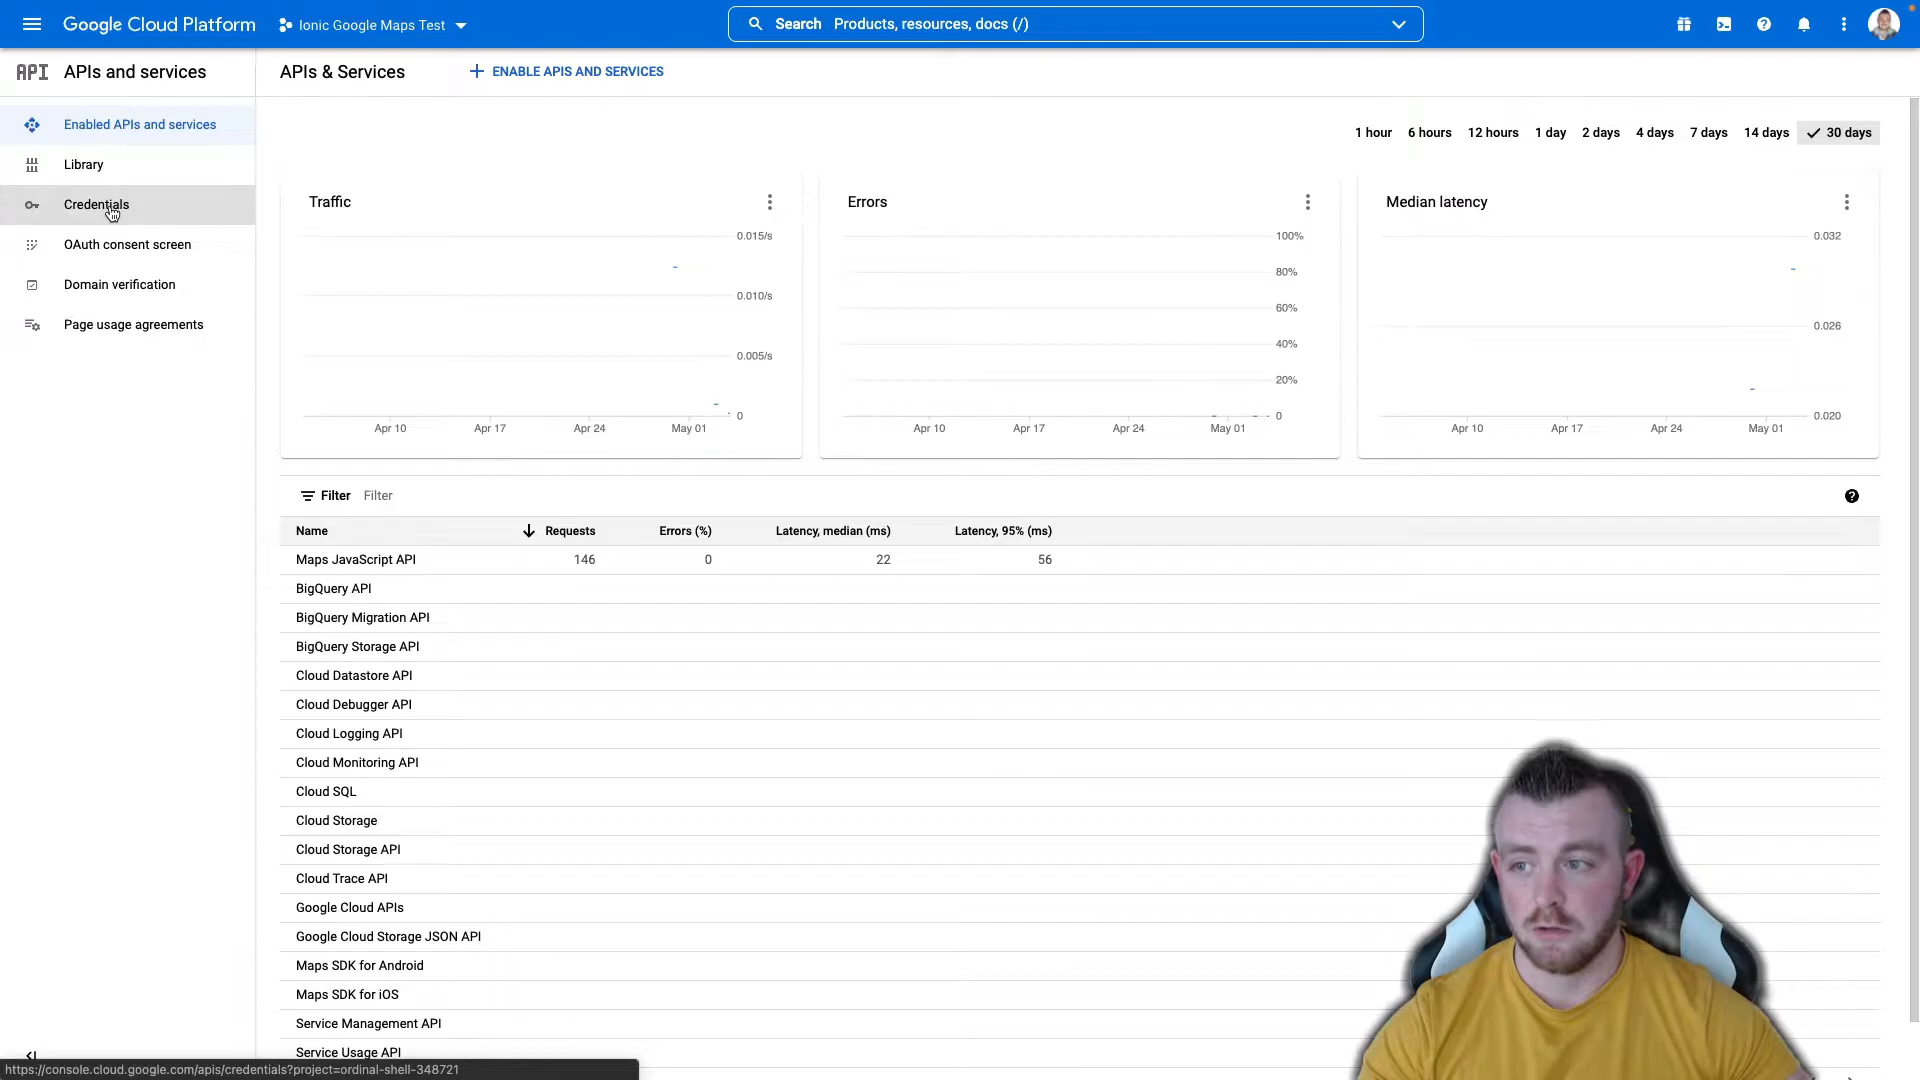 Google Cloud Platform
Ionic Google Maps Test
Search Products, resources, docs (/)
API APIs and services
APIs & Services
ENABLE APIS AND SERVICES
Enabled APIs and services
Library
Credentials
OAuth consent screen
Domain verification
Page usage agreements
1 hour 6 hours 12 hours 1 day 2 days 4 days 7 days 14 days 30 days
Traffic
0.015/s
0.010/s
0.005/s
0
Apr 10 Apr 17 Apr 24 May 01
Errors
100%
80%
60%
40%
20%
0
Apr 10 Apr 17 Apr 24 May 01
Median latency
0.032
0.026
0.020
Apr 10 Apr 17 Apr 24 May 01
Filter Filter
Name Requests Errors (%) Latency, median (ms) Latency, 95% (ms)
Maps JavaScript API 146 0 22 56
BigQuery API
BigQuery Migration API
BigQuery Storage API
Cloud Datastore API
Cloud Debugger API
Cloud Logging API
Cloud Monitoring API
Cloud SQL
Cloud Storage
Cloud Storage API
Cloud Trace API
Google Cloud APIs
Google Cloud Storage JSON API
Maps SDK for Android
Maps SDK for iOS
Service Management API
Service Usage API
https://console.cloud.google.com/apis/credentials?project=ordinal-shell-348721